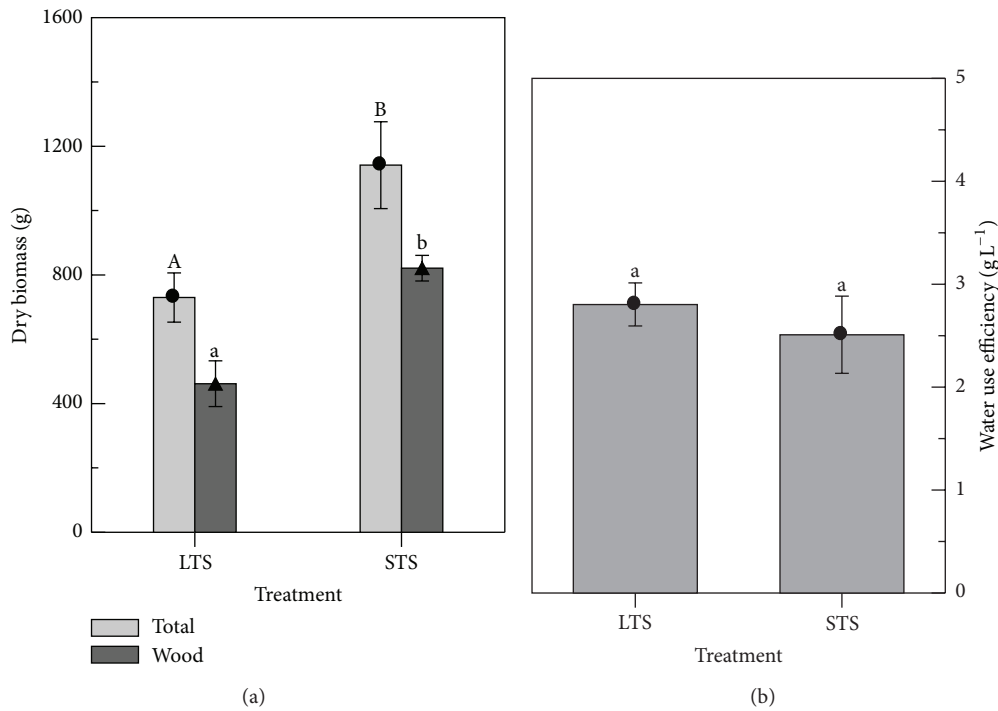 1600
1200
800
400
0
Dry biomass (g)
A
a
B
b
LTS
STS
Treatment
Total
Wood
(a)
5
4
3
2
1
0
Water use efficiency (g L⁻¹)
a
a
LTS
STS
Treatment
(b)